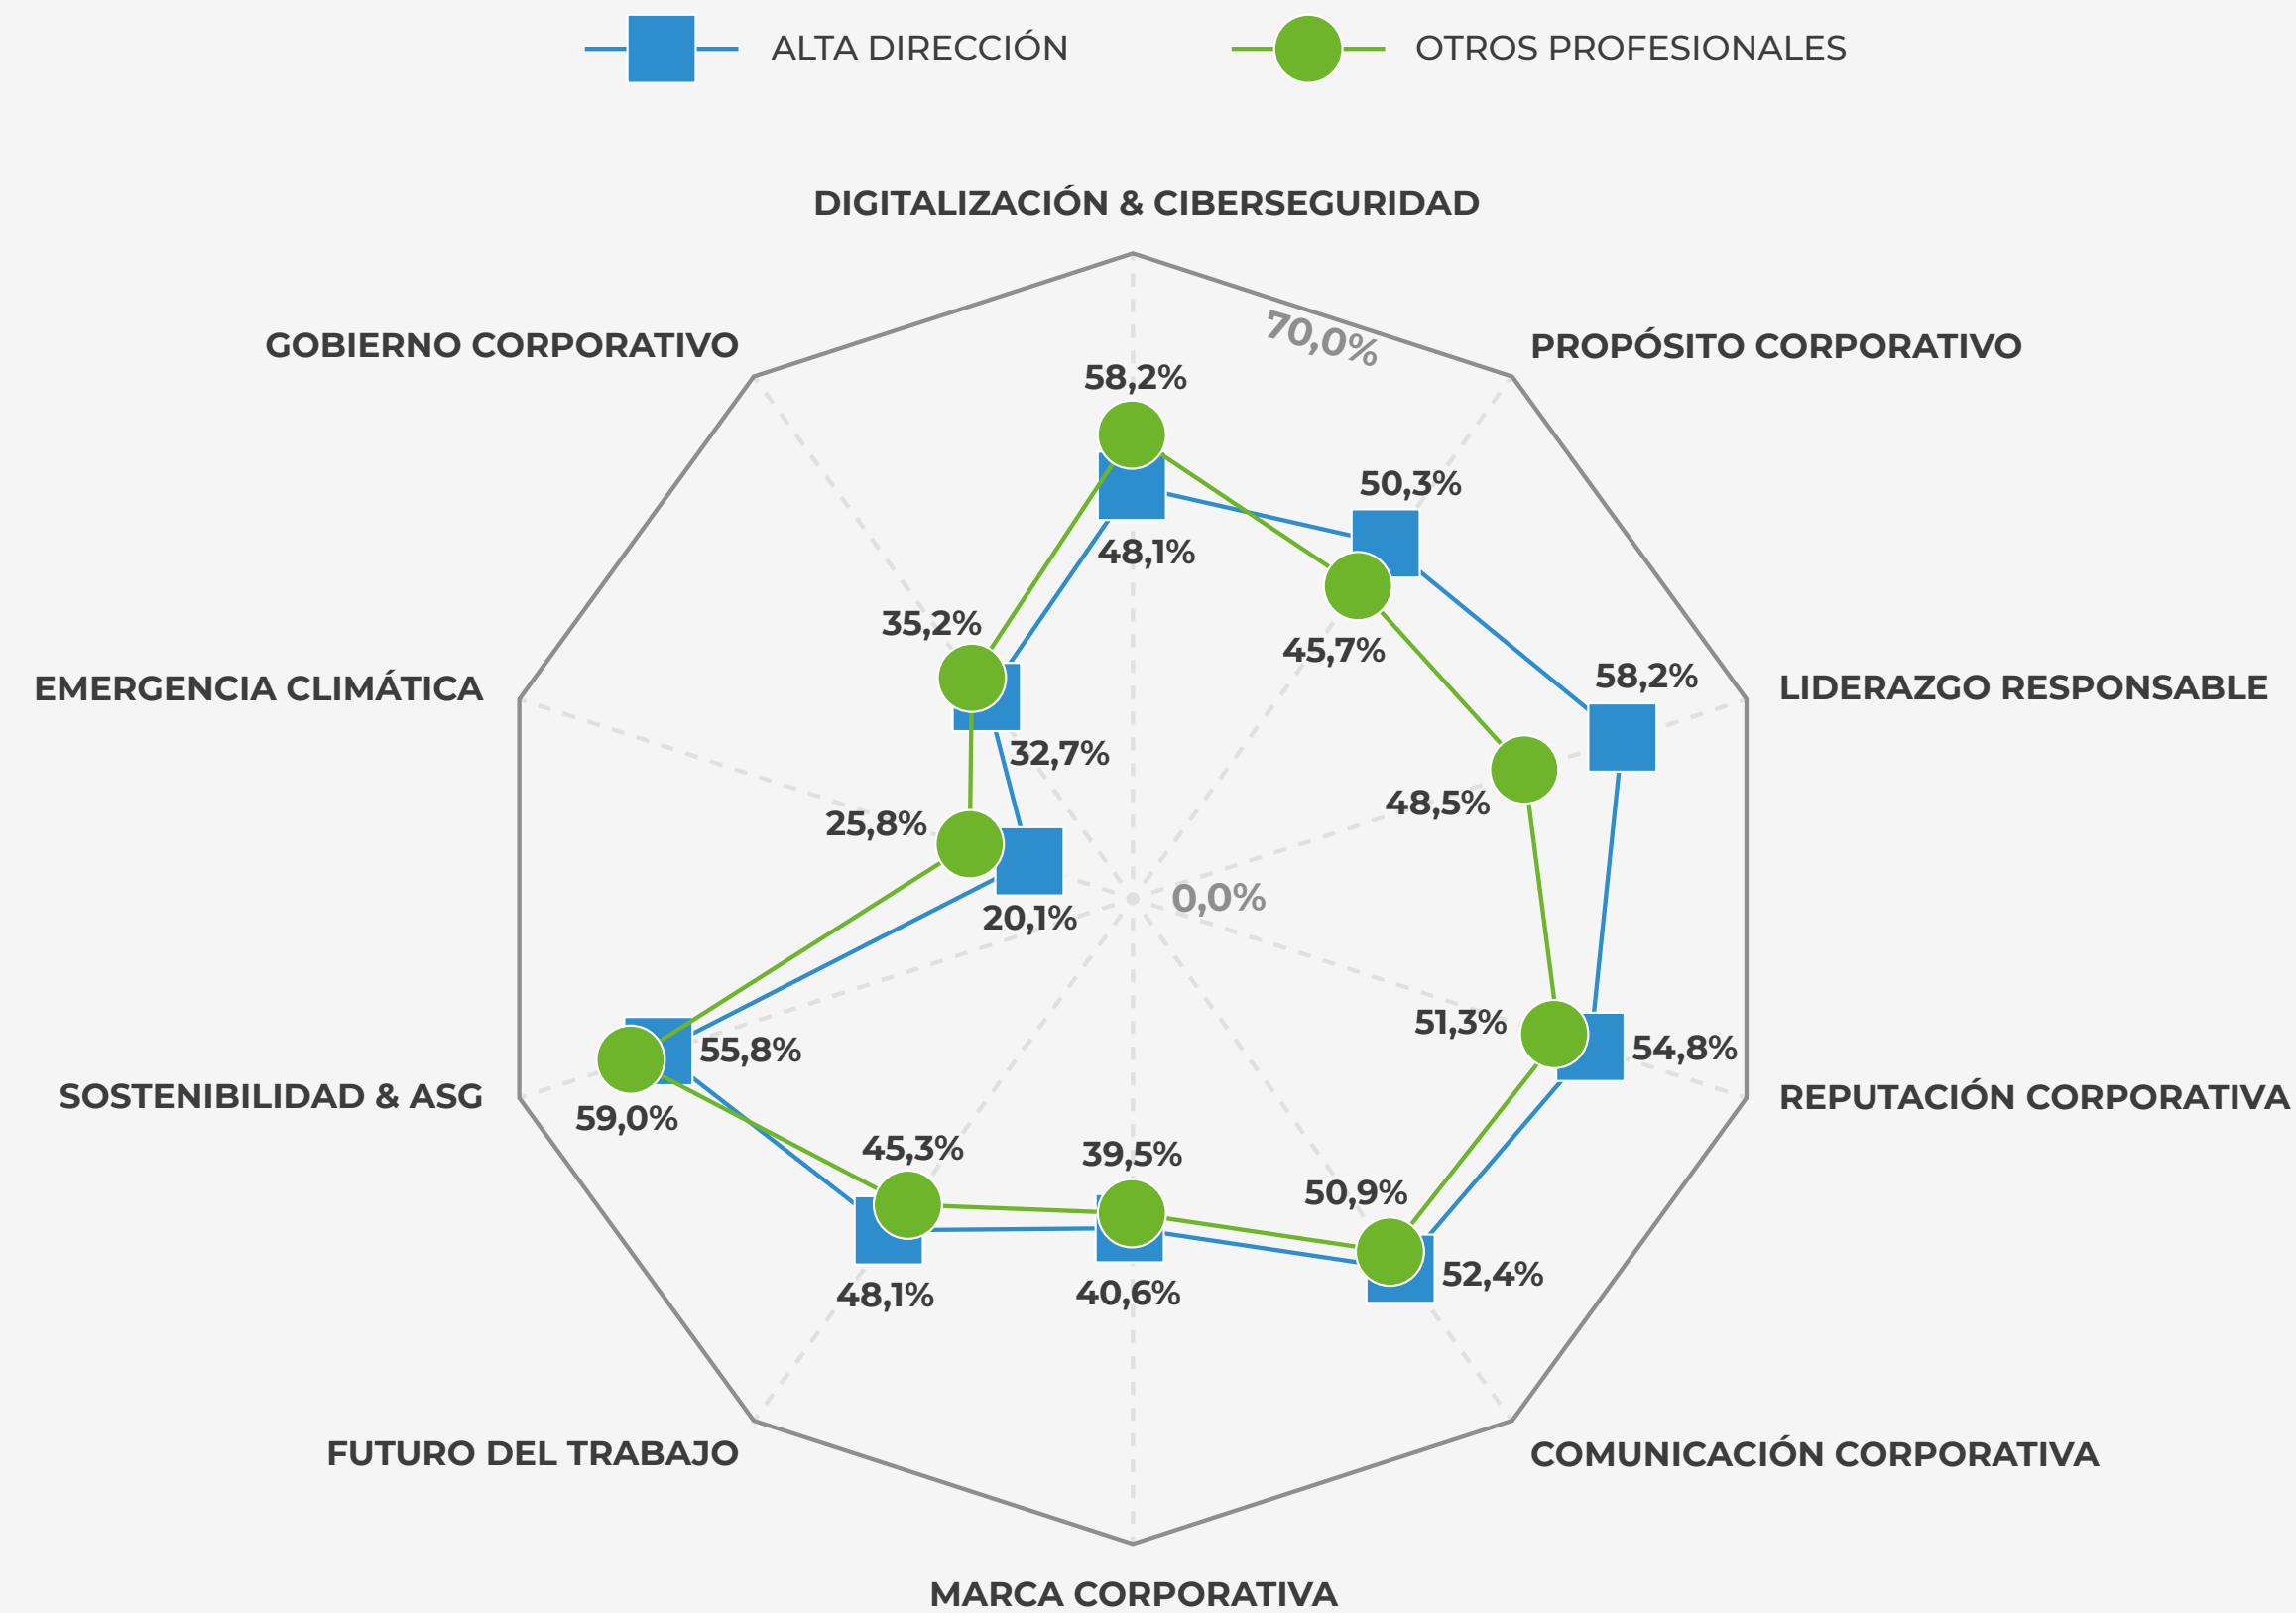 ALTA DIRECCIÓN
OTROS PROFESIONALES
DIGITALIZACIÓN & CIBERSEGURIDAD
70,0%
GOBIERNO CORPORATIVO
PROPÓSITO CORPORATIVO
58,2%
50,3%
48,1%
35,2%
45,7%
58,2%
EMERGENCIA CLIMÁTICA
LIDERAZGO RESPONSABLE
32,7%
48,5%
25,8%
0,0%
20,1%
51,3%
54,8%
55,8%
SOSTENIBILIDAD & ASG
REPUTACIÓN CORPORATIVA
59,0%
45,3%
39,5%
50,9%
52,4%
48,1%
40,6%
FUTURO DEL TRABAJO
COMUNICACIÓN CORPORATIVA
MARCA CORPORATIVA